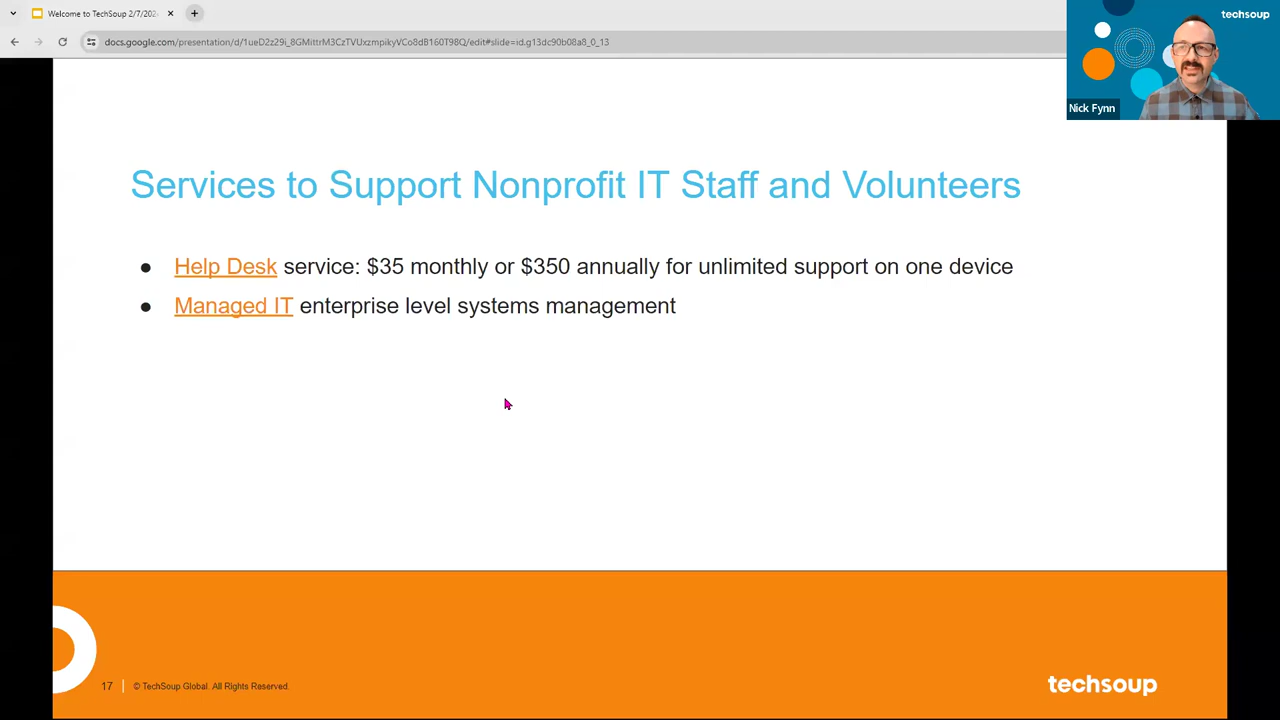 Welcome to TechSoup 2/7/202
docs.google.com/presentation/d/1ueD2z29i_8GMittrM3CzTVUxzmpikyVCo8dB160T98Q/edit#slide=id.g13dc90b08a8_0_13
techsoup
Nick Fynn
Services to Support Nonprofit IT Staff and Volunteers
● Help Desk service: $35 monthly or $350 annually for unlimited support on one device
● Managed IT enterprise level systems management
17 | © TechSoup Global. All Rights Reserved.
techsoup